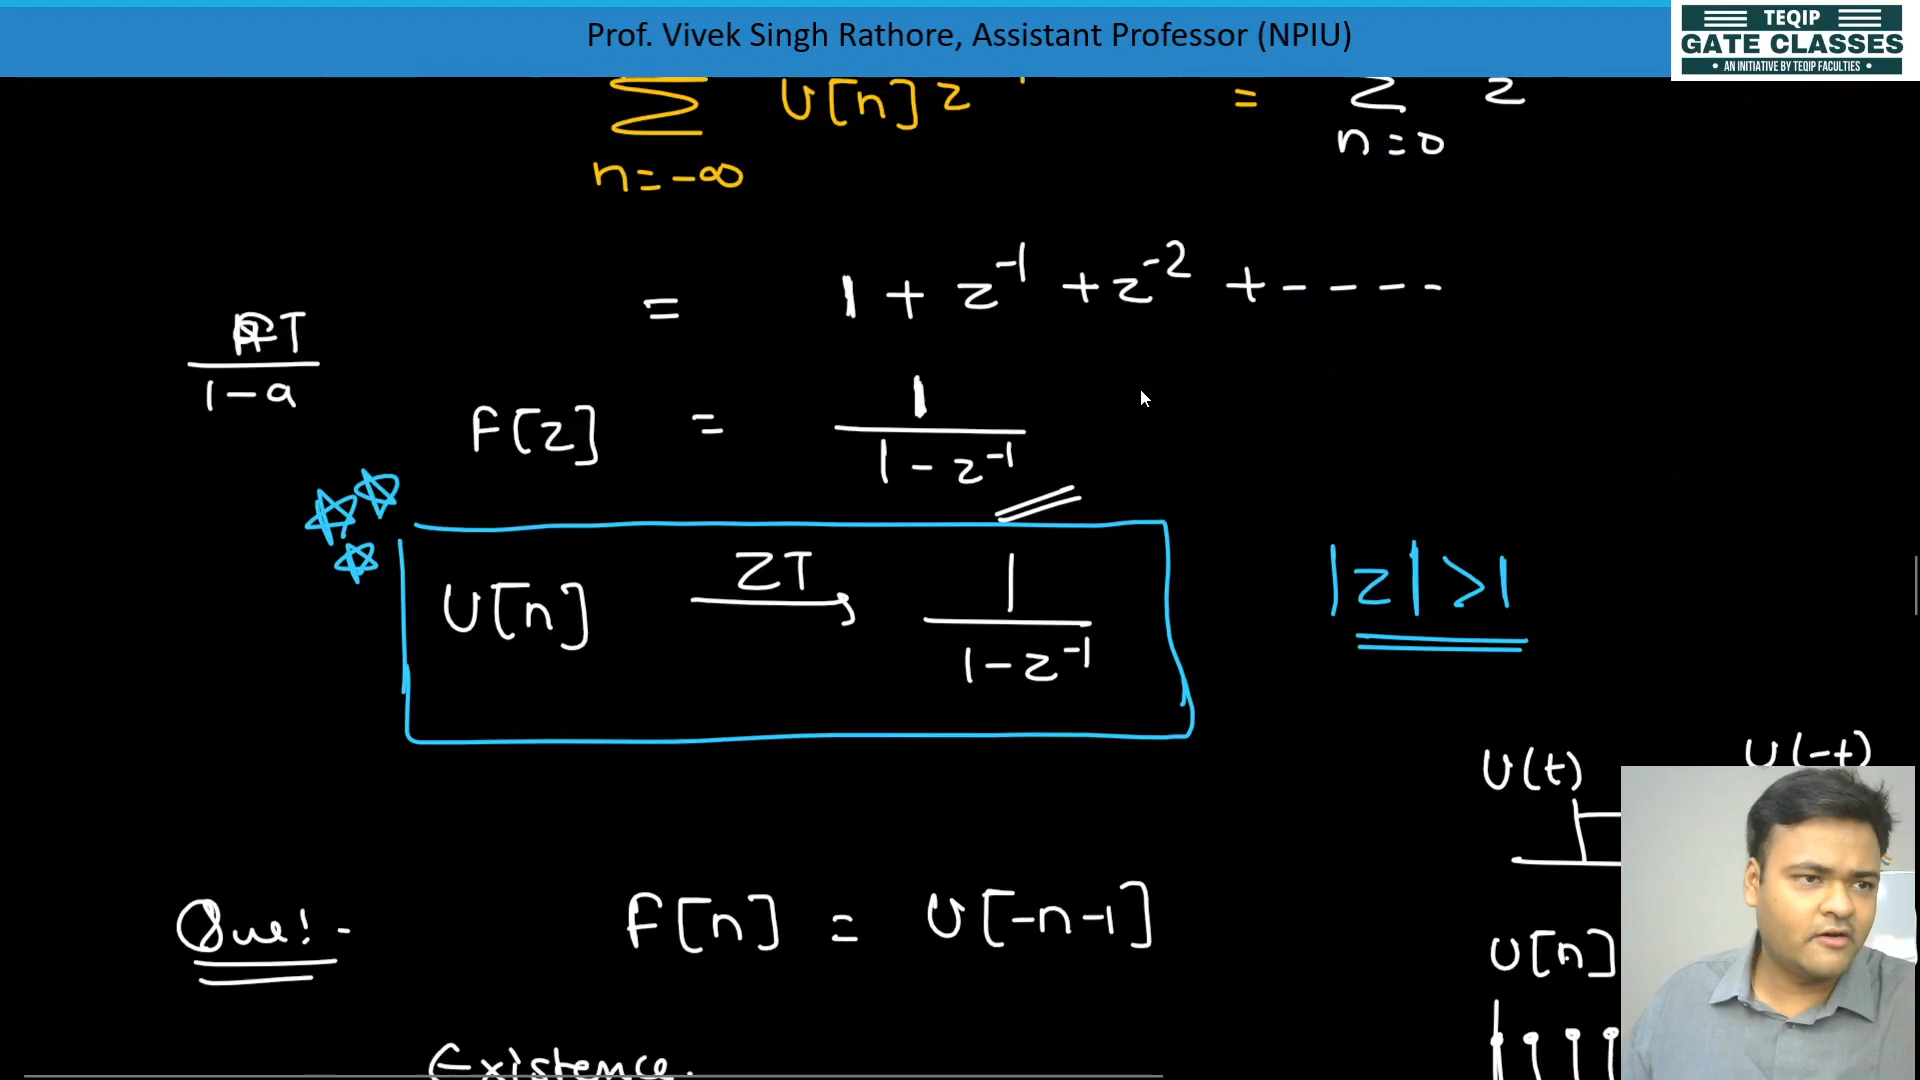 Prof. Vivek Singh Rathore, Assistant Professor (NPIU)
TEQIP
GATE CLASSES
• AN INITIATIVE BY TEQIP FACULTIES •
∑ U[n] z = ∑ z
n=-∞ n=0
= 1 + z⁻¹ + z⁻² + - - - -
T
1-a
F[z] = 1
1 - z⁻¹
U[n] ZT → 1
1 - z⁻¹
|z| > 1
U(t) U(-t)
Que! -
F[n] = U[-n-1]
U[n]
Existence.